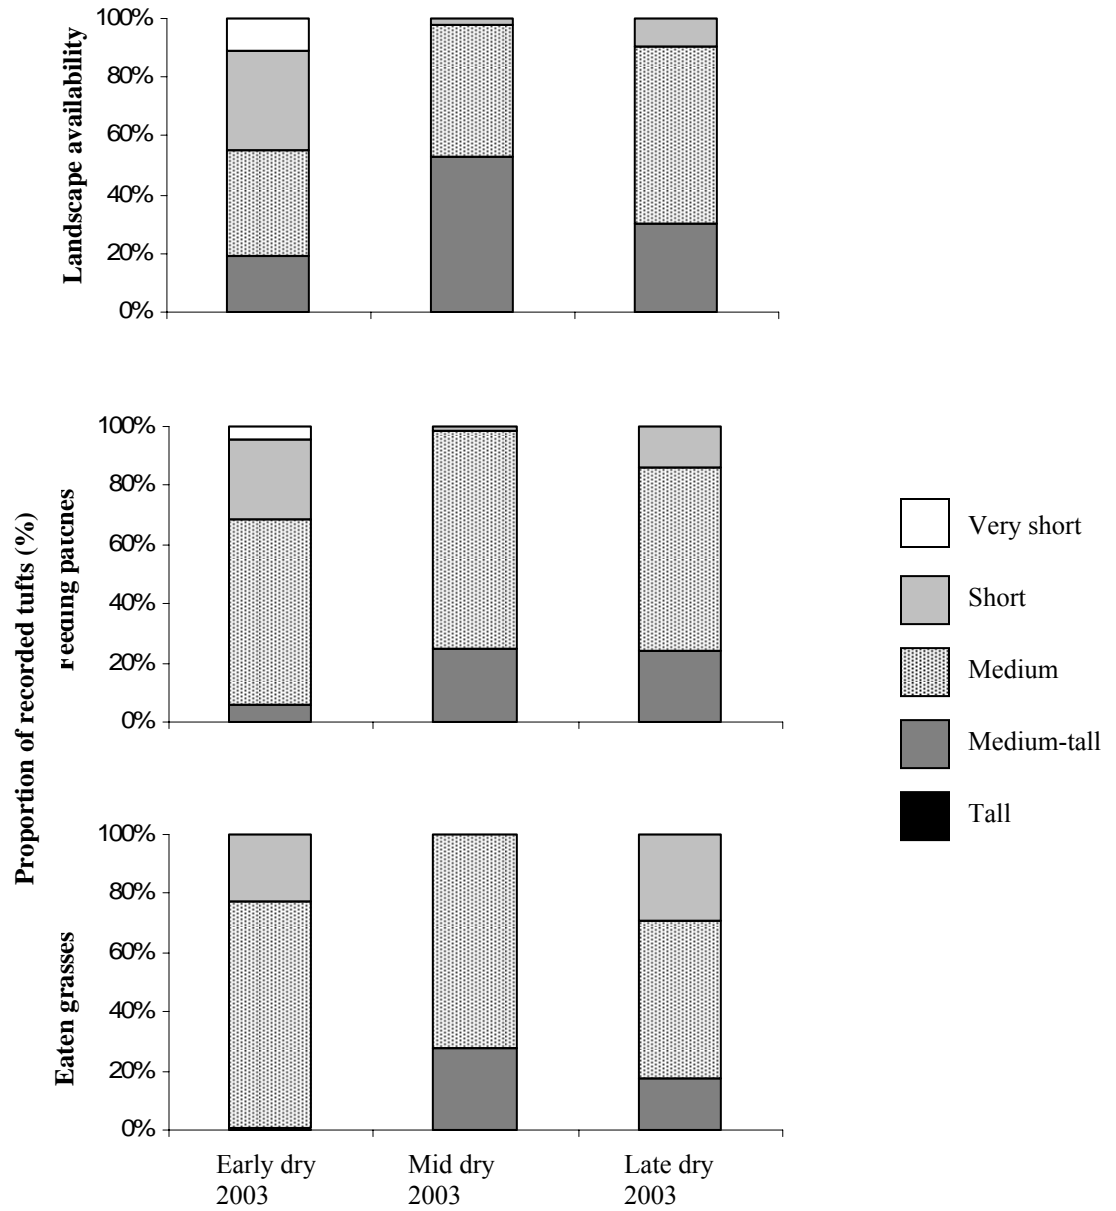 Proportion of recorded tufts (%)
Landscape availability
100%
80%
60%
40%
20%
0%
Feeding patches
100%
80%
60%
40%
20%
0%
Eaten grasses
100%
80%
60%
40%
20%
0%
Early dry
2003
Mid dry
2003
Late dry
2003
Very short
Short
Medium
Medium-tall
Tall